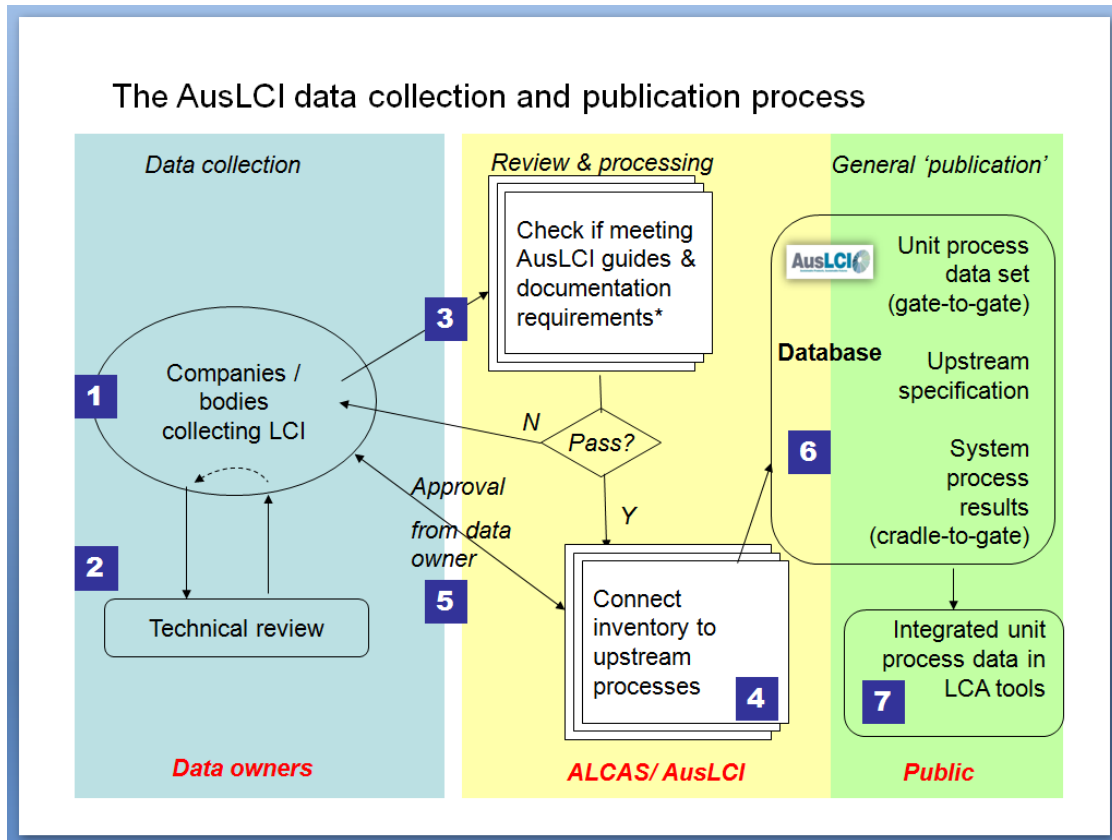 The AusLCI data collection and publication process
Data collection
Review & processing
General 'publication'
1
Companies /
bodies
collecting LCI
2
Technical review
3
Check if meeting
AusLCI guides &
documentation
requirements*
N
Pass?
Y
Approval
from data
owner
5
Connect
inventory to
upstream
processes
4
AusLCI
Database
6
Unit process
data set
(gate-to-gate)
Upstream
specification
System
process
results
(cradle-to-gate)
Integrated unit
process data in
LCA tools
7
Data owners
ALCAS/ AusLCI
Public